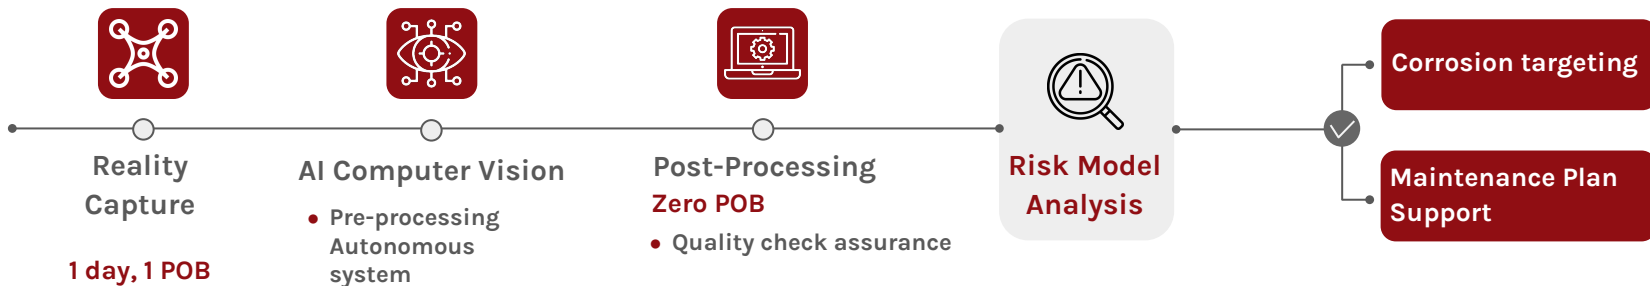 Reality
Capture
1 day, 1 POB
AI Computer Vision
• Pre-processing
Autonomous
system
Post-Processing
Zero POB
• Quality check assurance
Risk Model
Analysis
Corrosion targeting
Maintenance Plan
Support